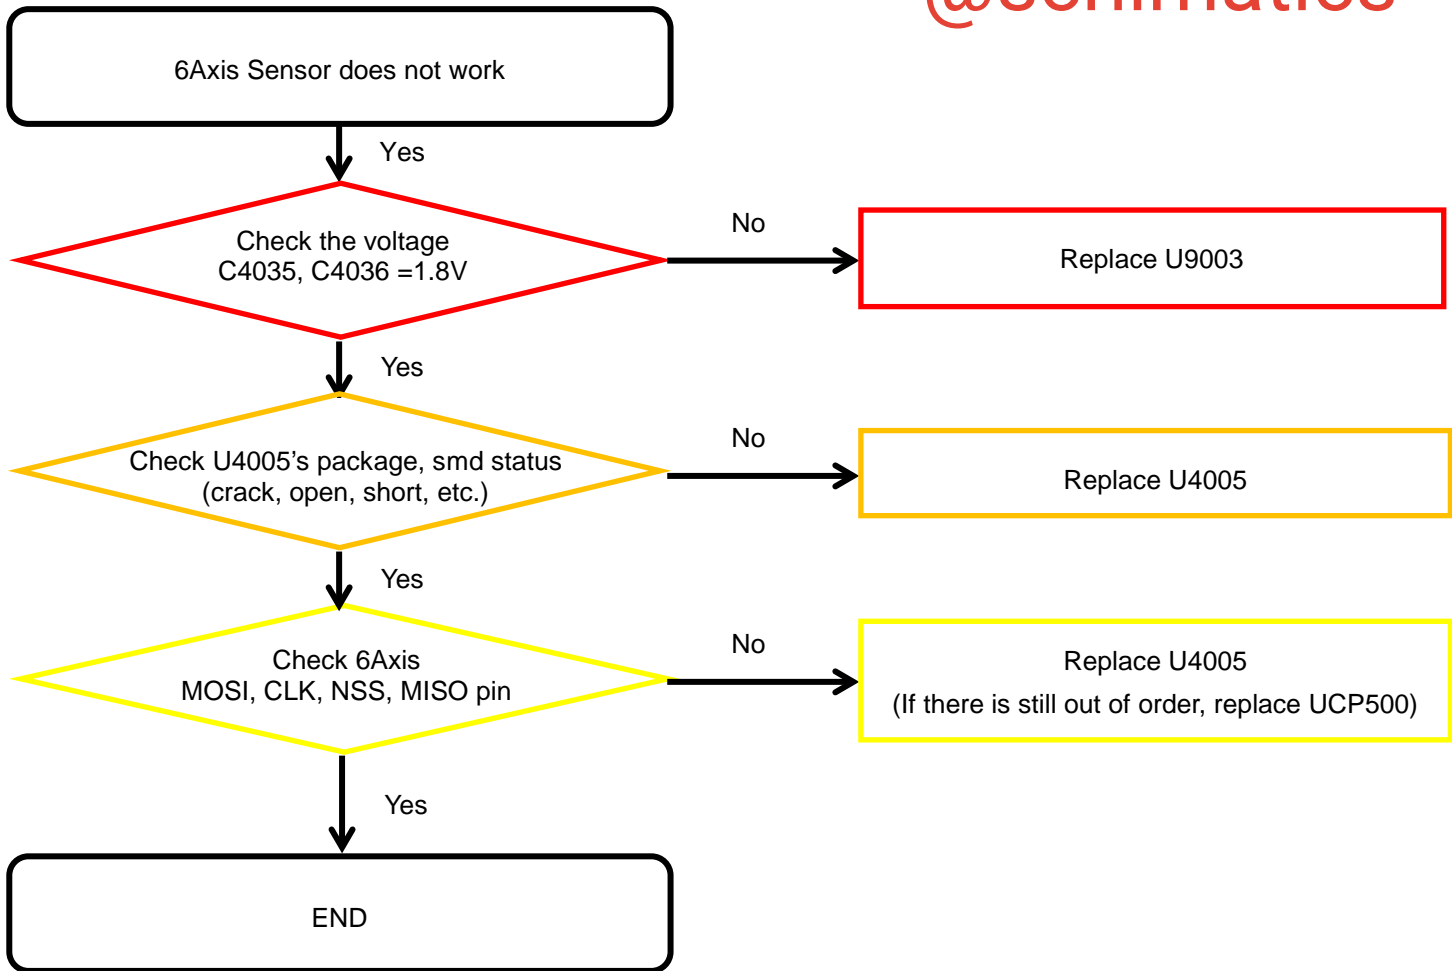 6Axis Sensor does not work
Yes
Check the voltage
C4035, C4036 =1.8V
No
Replace U9003
Yes
Check U4005’s package, smd status
(crack, open, short, etc.)
No
Replace U4005
Yes
Check 6Axis
MOSI, CLK, NSS, MISO pin
No
Replace U4005
(If there is still out of order, replace UCP500)
Yes
END